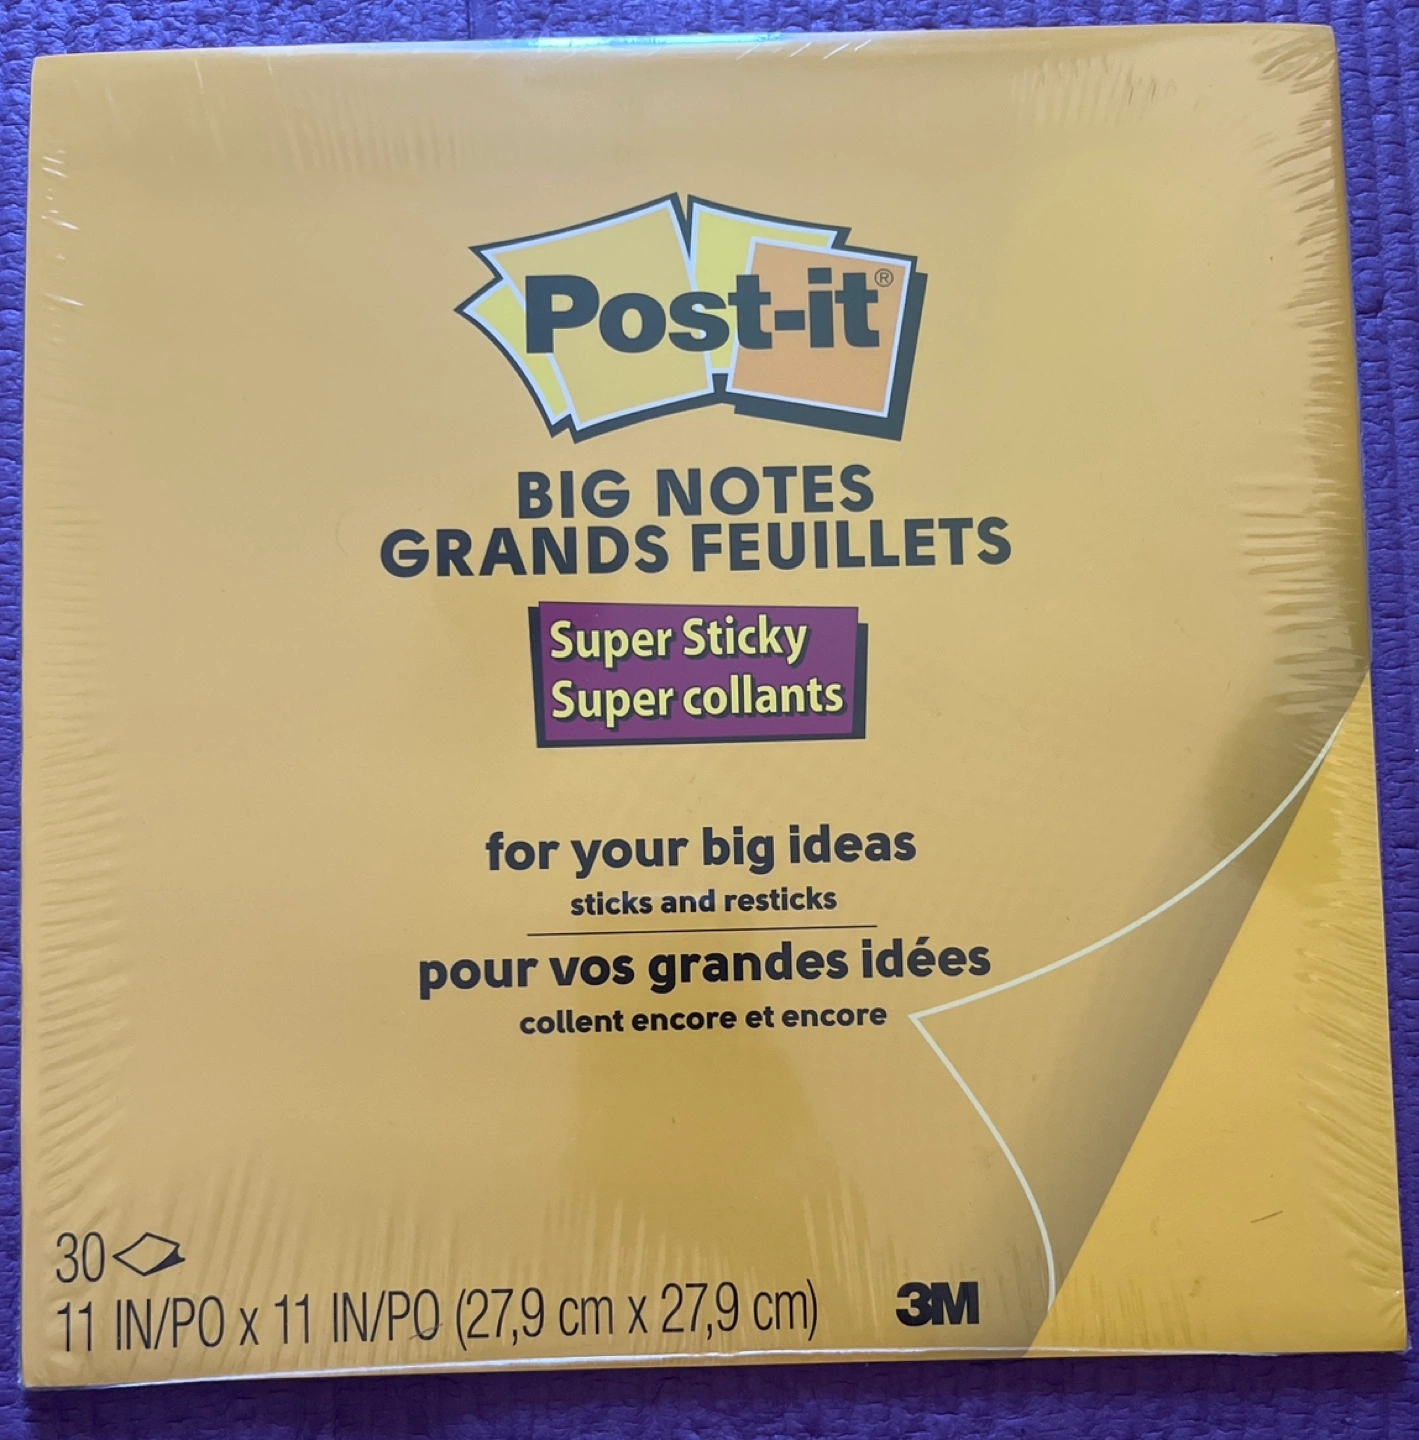 Post-it®
BIG NOTES
GRANDS FEUILLETS
Super Sticky
Super collants
for your big ideas
sticks and resticks
pour vos grandes idées
collent encore et encore
30
11 IN/PO x 11 IN/PO (27,9 cm x 27,9 cm)
3M